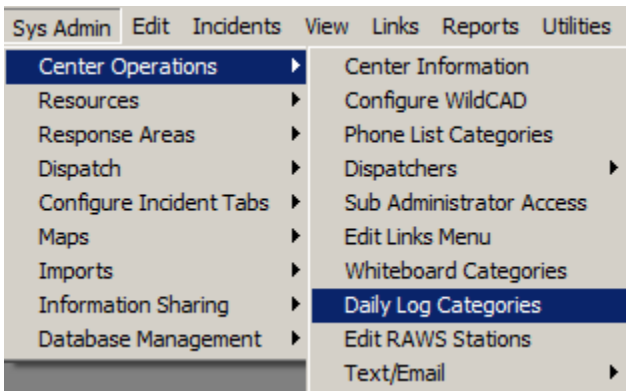 Sys Admin Edit Incidents View Links Reports Utilities
Center Operations
Resources
Response Areas
Dispatch
Configure Incident Tabs
Maps
Imports
Information Sharing
Database Management
Center Information
Configure WildCAD
Phone List Categories
Dispatchers
Sub Administrator Access
Edit Links Menu
Whiteboard Categories
Daily Log Categories
Edit RAWS Stations
Text/Email